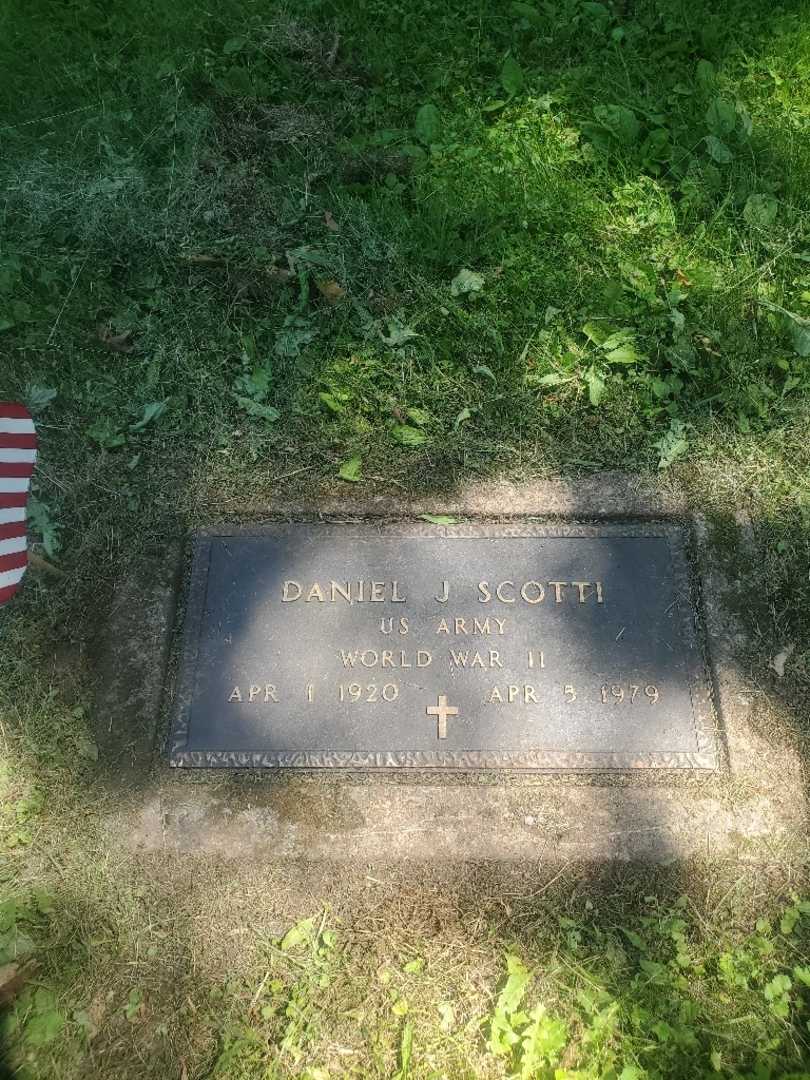 DANIEL J SCOTTI
US ARMY
WORLD WAR II
APR 1 1920 APR 5 1979